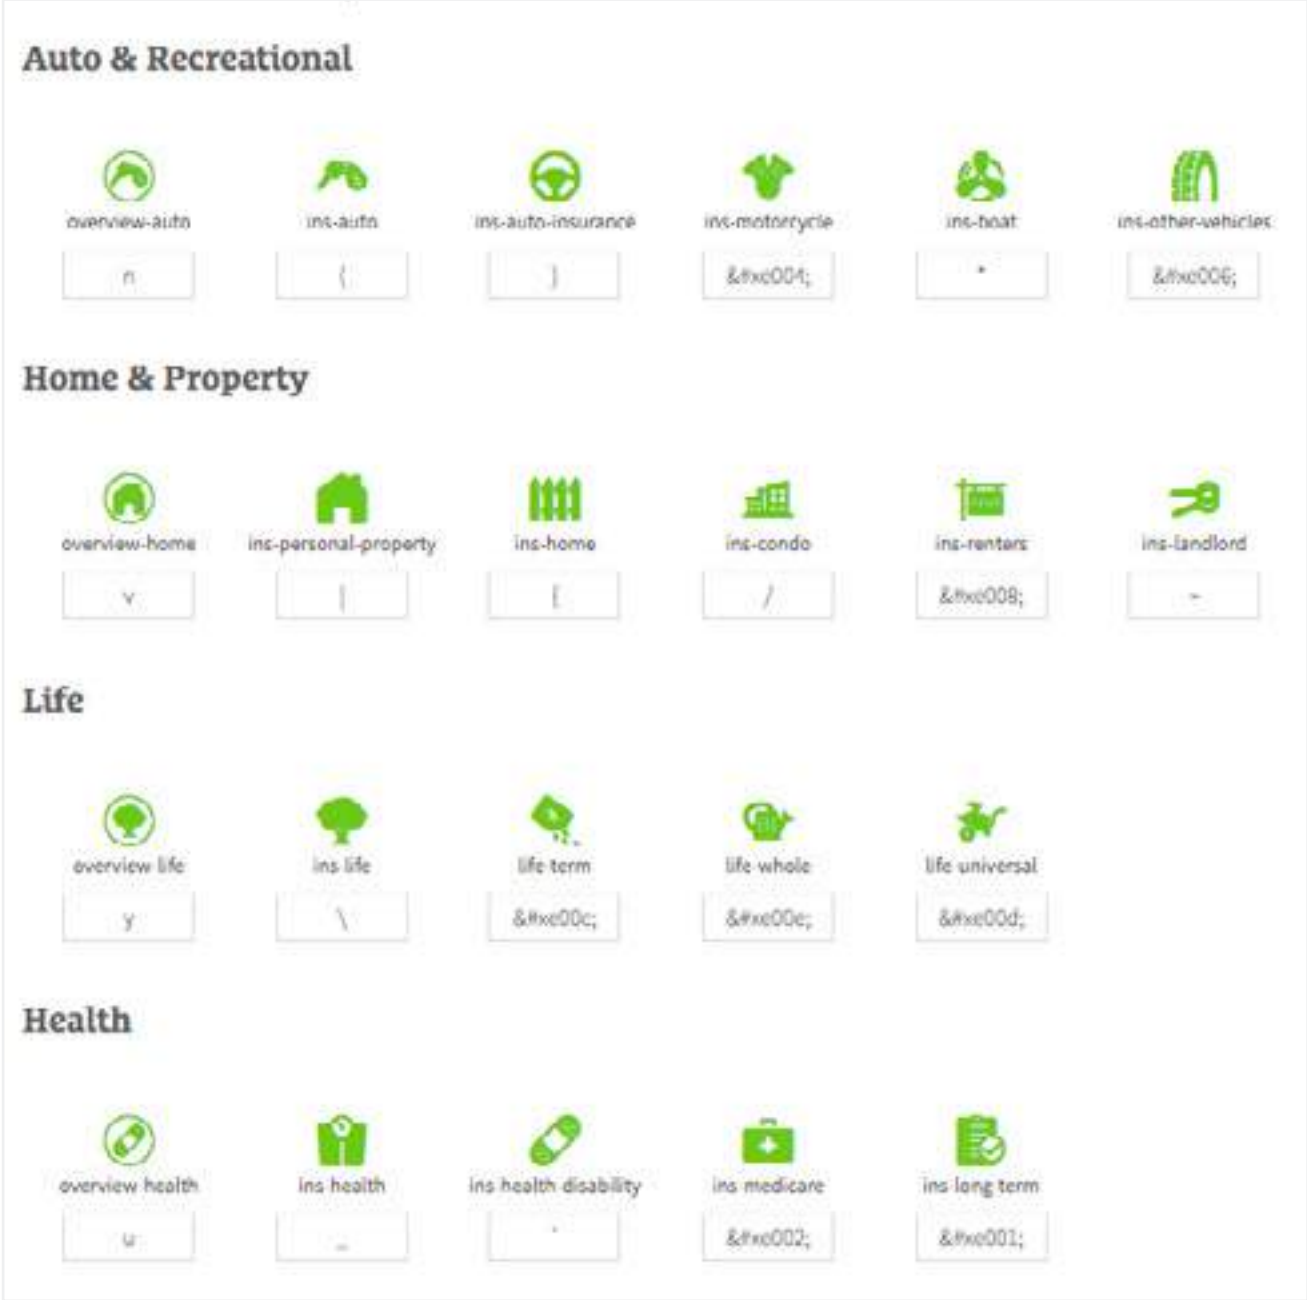 Auto & Recreational
overview-auto ins-auto ins-auto-insurance ins-motorcycle ins-boat ins-other-vehicles
n { } &#xe004; * &#xe006;
Home & Property
overview-home ins-personal-property ins-home ins-condo ins-renters ins-landlord
v | [ / &#xe008; ~
Life
overview life ins life life term life whole life universal
y \ &#xe00c; &#xe00e; &#xe00d;
Health
overview health ins health ins health disability ins medicare ins long term
u _ &#xe002; &#xe001;